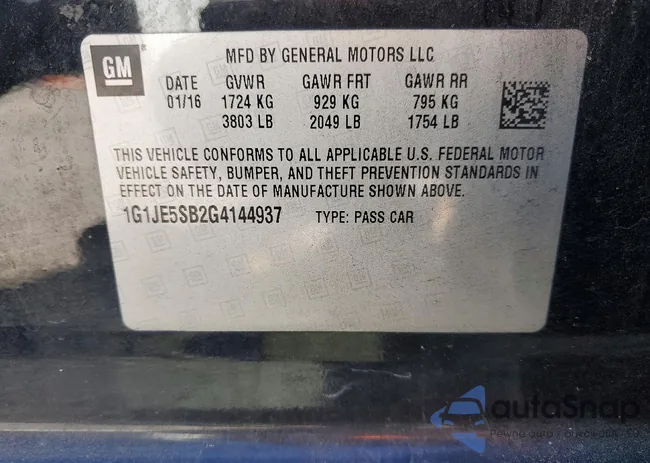 GM
MFD BY GENERAL MOTORS LLC
DATE GVWR GAWR FRT GAWR RR
01/16 1724 KG 929 KG 795 KG
3803 LB 2049 LB 1754 LB
THIS VEHICLE CONFORMS TO ALL APPLICABLE U.S. FEDERAL MOTOR
VEHICLE SAFETY, BUMPER, AND THEFT PREVENTION STANDARDS IN
EFFECT ON THE DATE OF MANUFACTURE SHOWN ABOVE.
1G1JE5SB2G4144937 TYPE: PASS CAR
autoSnap